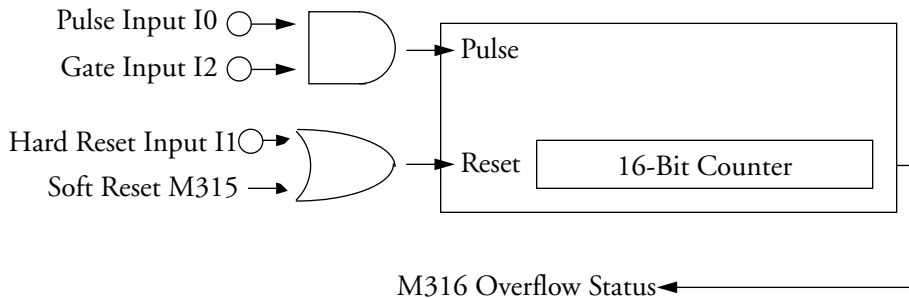 Pulse Input I0
Pulse
Gate Input I2
Hard Reset Input I1
Reset
16-Bit Counter
Soft Reset M315
M316 Overflow Status